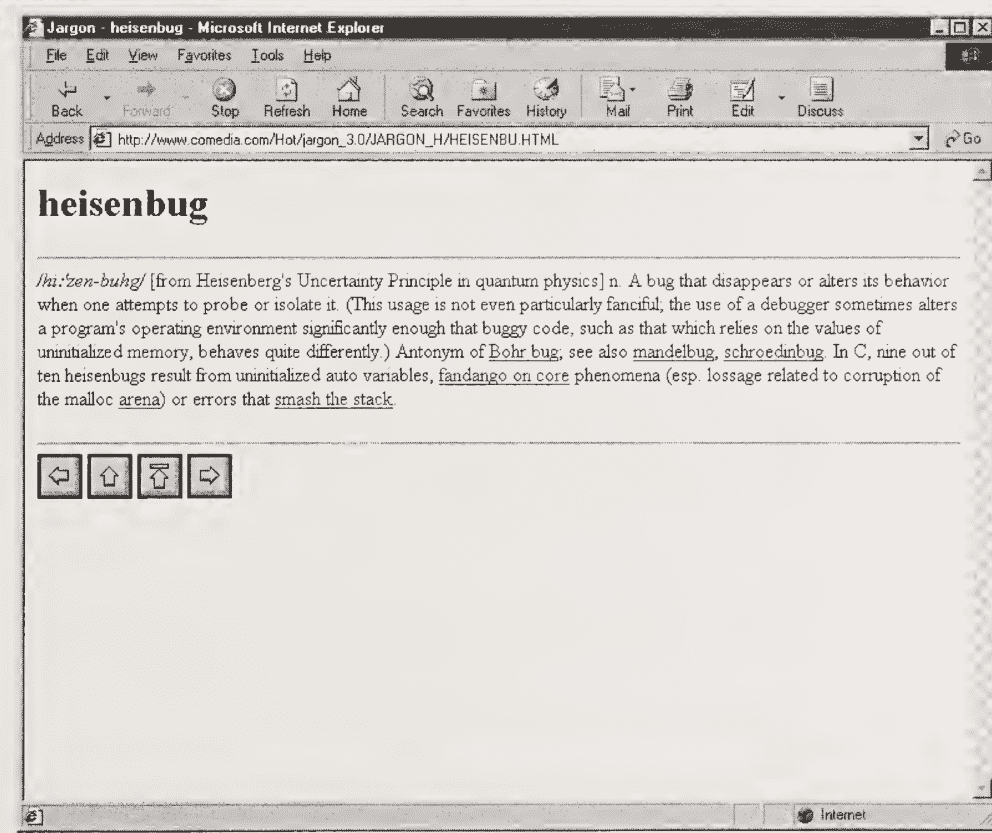 Jargon - heisenbug - Microsoft Internet Explorer
File Edit View Favorites Tools Help
Back Forward Stop Refresh Home Search Favorites History Mail Print Edit Discuss
Address http://www.comedia.com/Hot/jargon_3.0/JARGON_H/HEISENBU.HTML Go
heisenbug
/hi:'zen-buhg/ [from Heisenberg's Uncertainty Principle in quantum physics] n. A bug that disappears or alters its behavior
when one attempts to probe or isolate it. (This usage is not even particularly fanciful; the use of a debugger sometimes alters
a program's operating environment significantly enough that buggy code, such as that which relies on the values of
uninitialized memory, behaves quite differently.) Antonym of Bohr bug; see also mandelbug, schroedinbug. In C, nine out of
ten heisenbugs result from uninitialized auto variables, fandango on core phenomena (esp. lossage related to corruption of
the malloc arena) or errors that smash the stack.
Internet